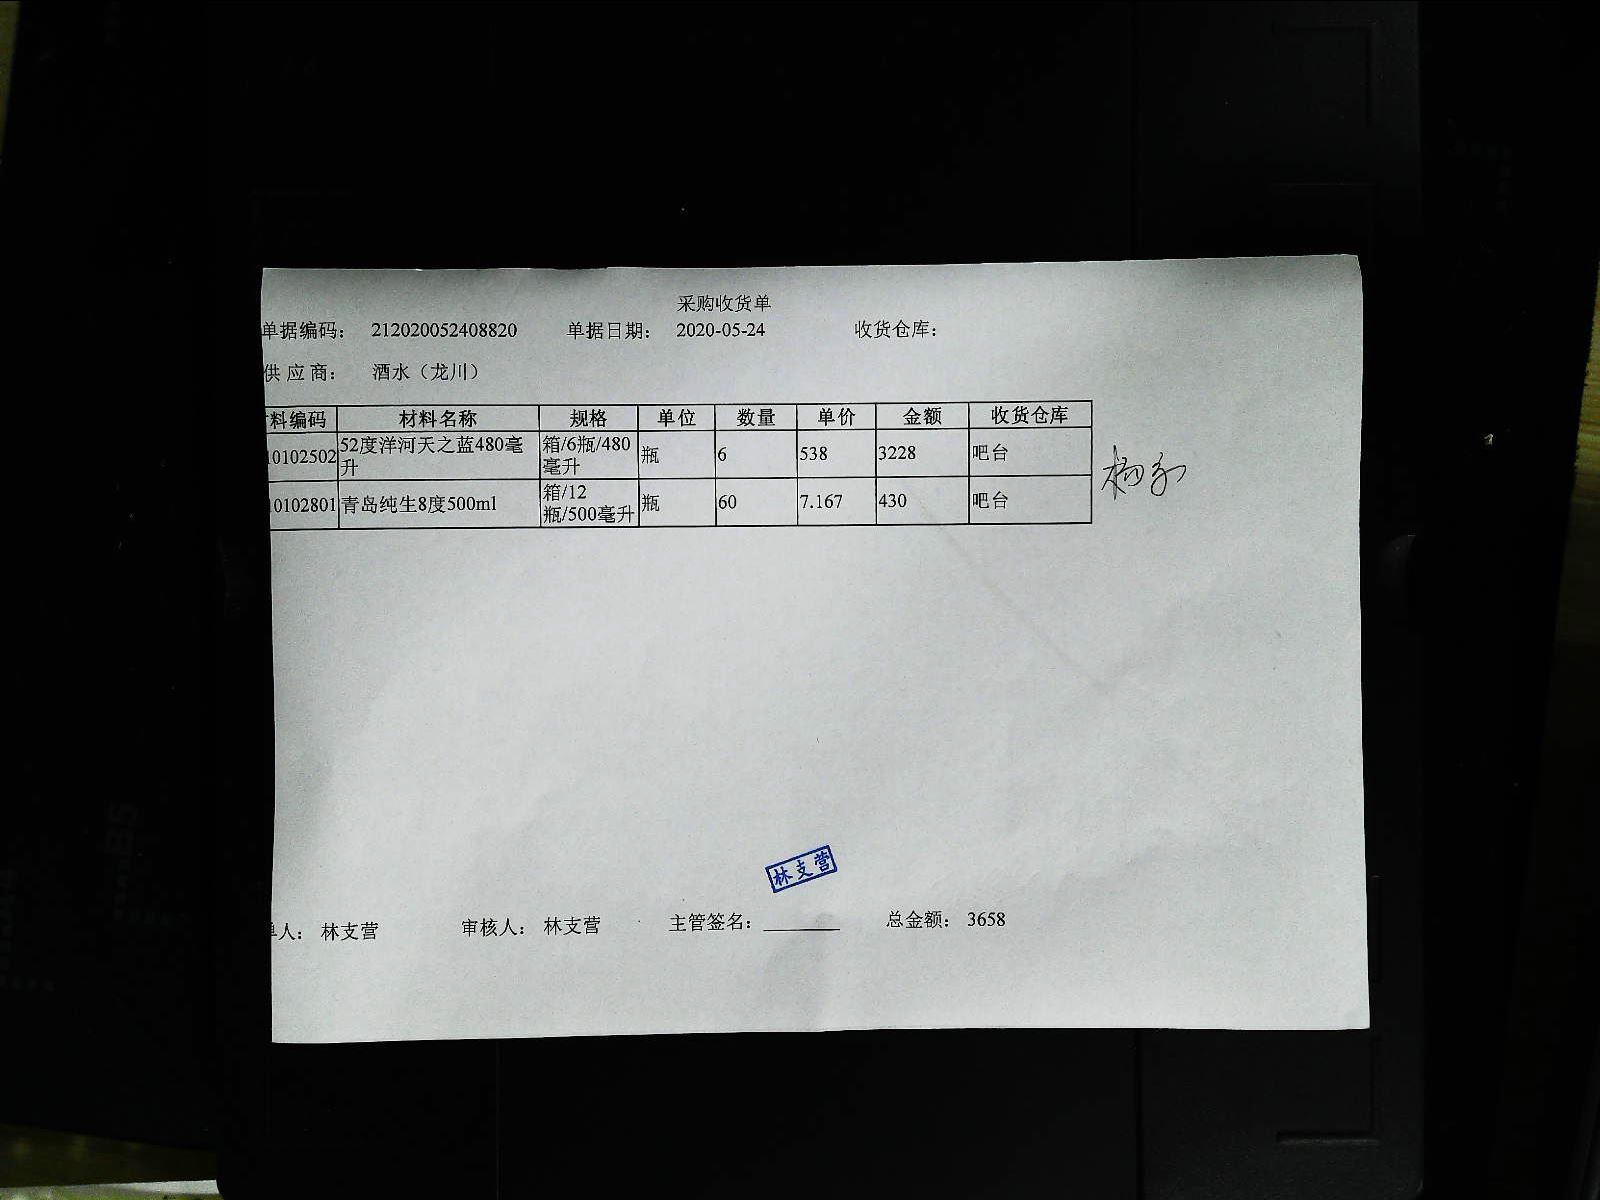 采购收货单
单据编码： 212020052408820 单据日期： 2020-05-24 收货仓库：
供应商： 酒水（龙川）
料编码 材料名称 规格 单位 数量 单价 金额 收货仓库
10102502 52度洋河天之蓝480毫升 箱/6瓶/480毫升 瓶 6 538 3228 吧台
10102801 青岛纯生8度500ml 箱/12瓶/500毫升 瓶 60 7.167 430 吧台
林支营
人： 林支营 审核人： 林支营 主管签名： 总金额： 3658